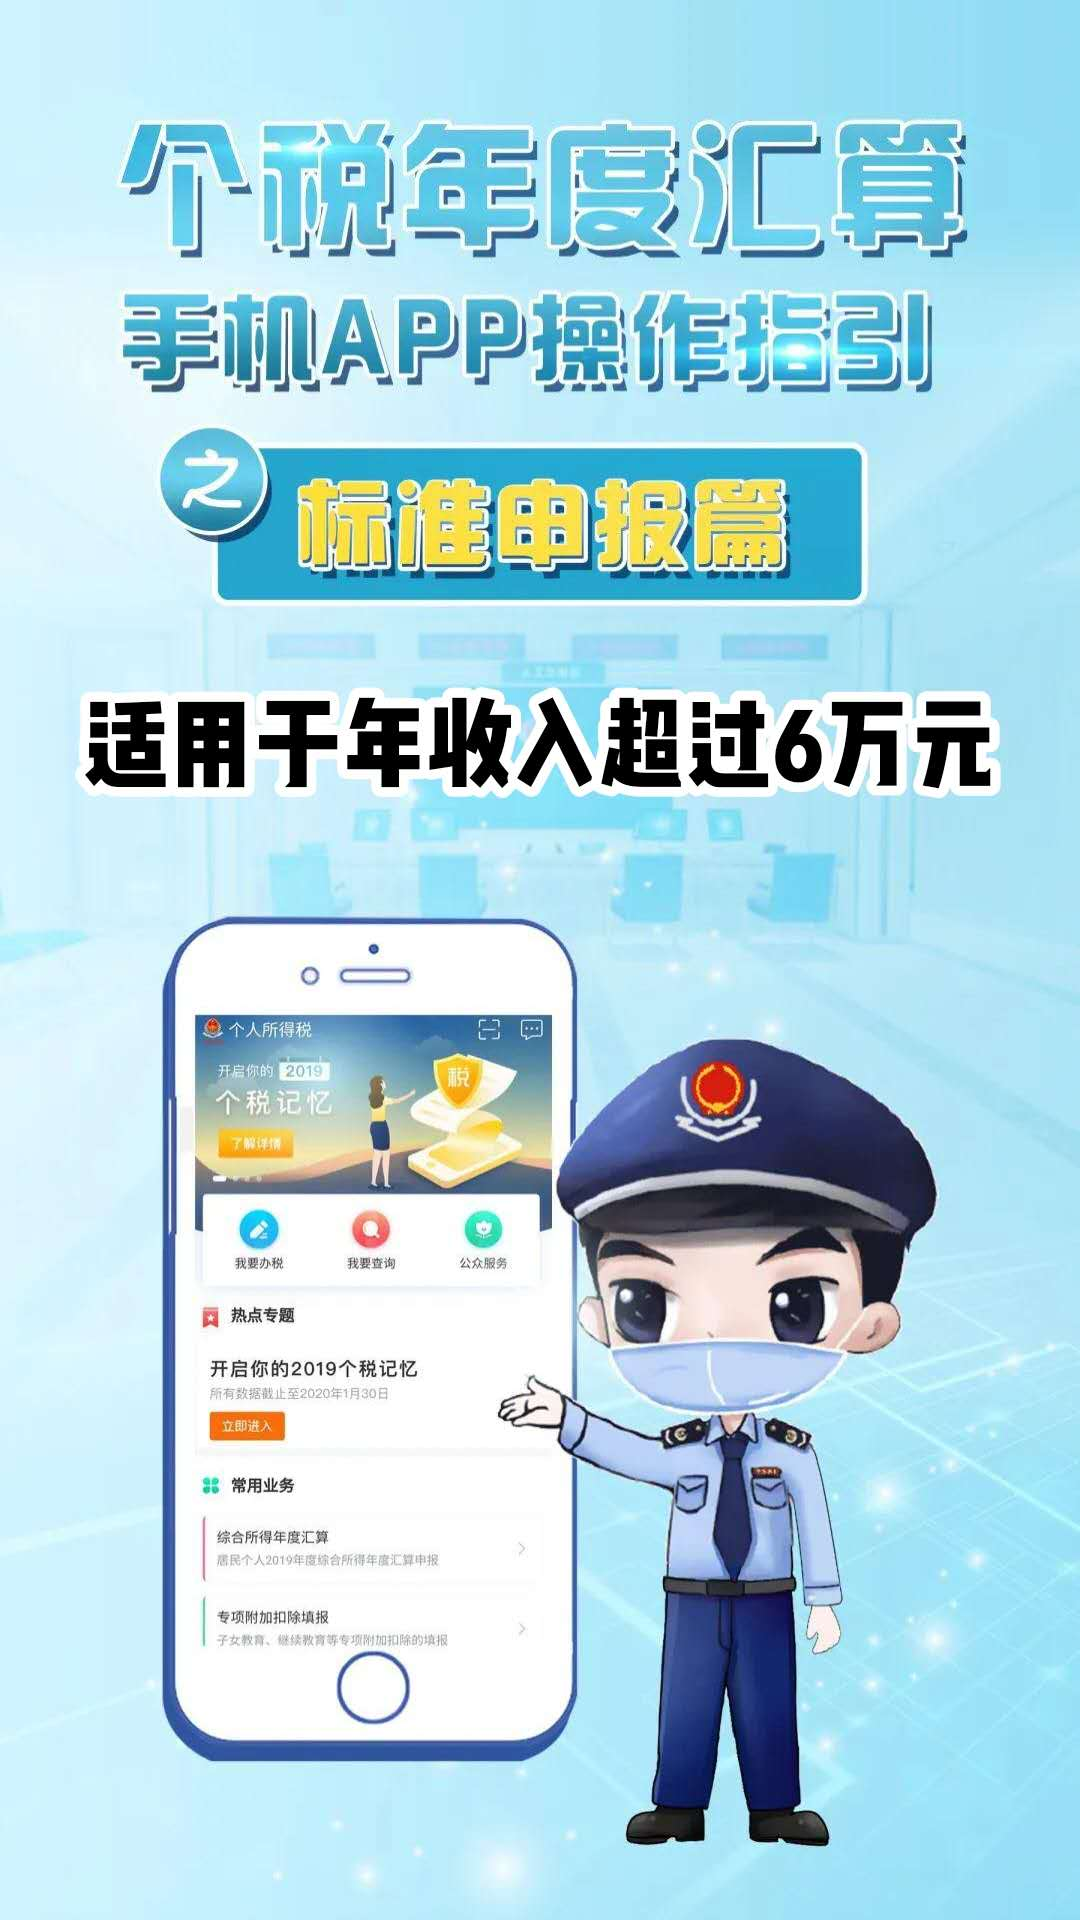 个税年度汇算
手机APP操作指引
之
标准申报篇
适用于年收入超过6万元
个人所得税
开启你的2019
个税记忆
了解详情
税
我要办税
我要查询
公众服务
热点专题
开启你的2019个税记忆
所有数据截止至2020年1月30日
立即进入
常用业务
综合所得年度汇算
居民个人2019年度综合所得年度汇算申报
专项附加扣除填报
子女教育、继续教育等专项附加扣除的填报